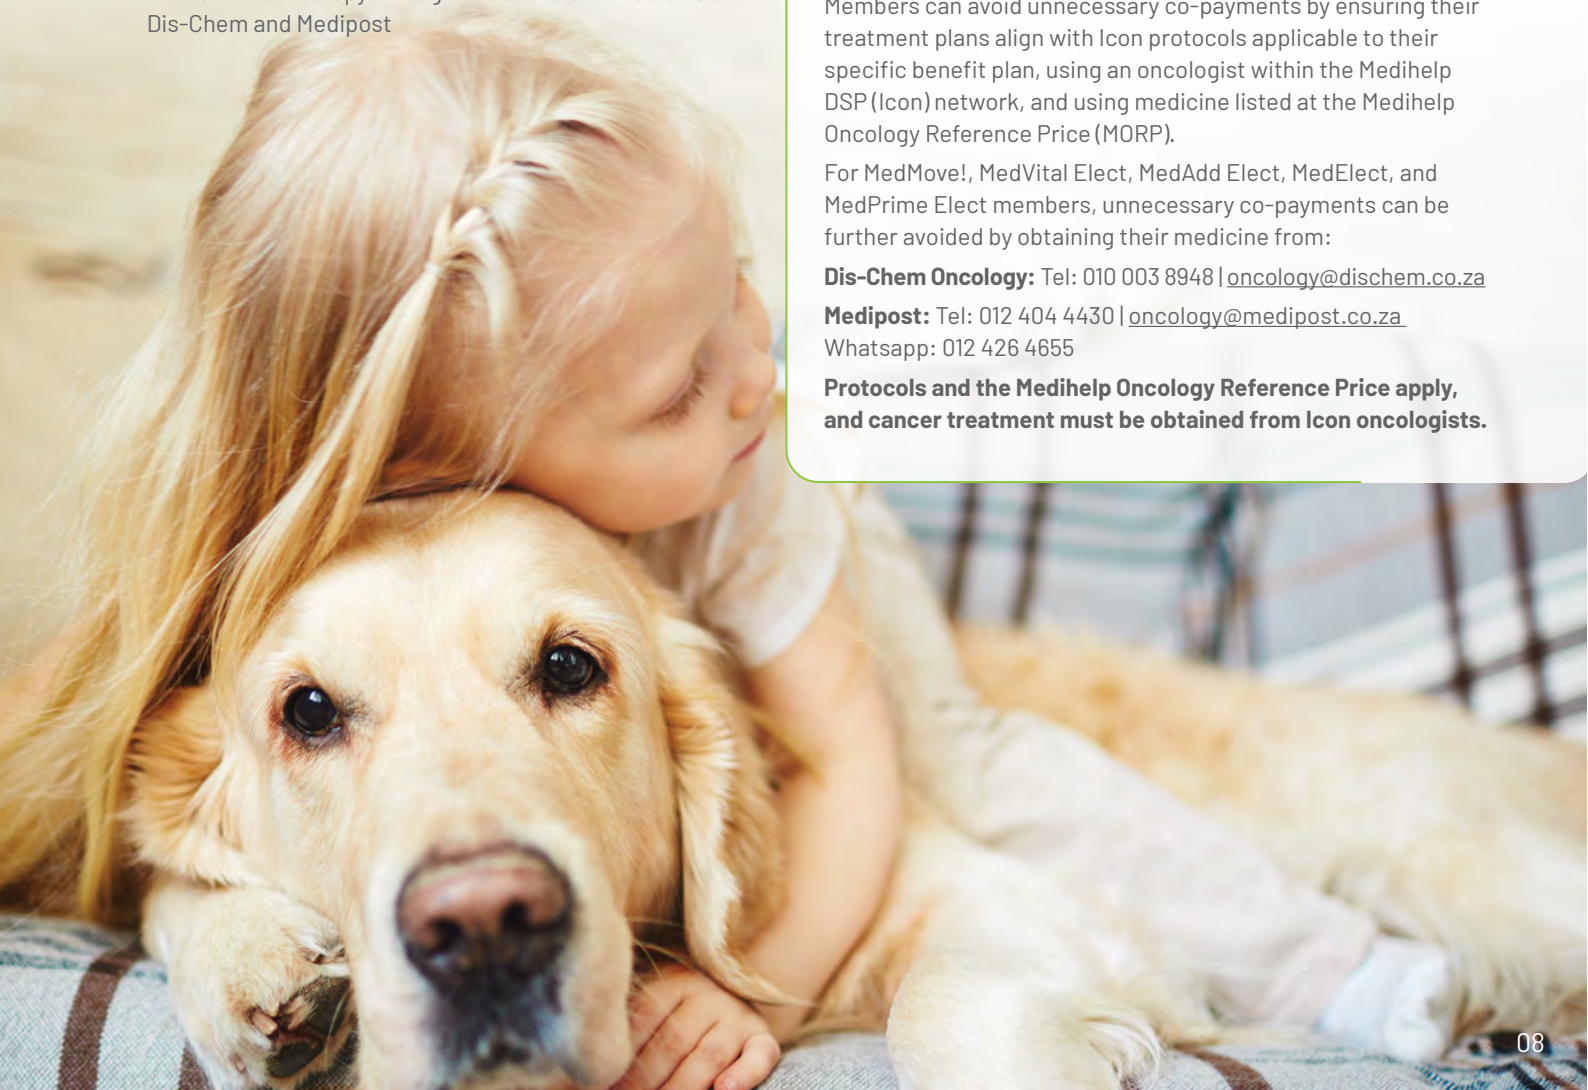 Dis-Chem and Medipost
Members can avoid unnecessary co-payments by ensuring their
treatment plans align with Icon protocols applicable to their
specific benefit plan, using an oncologist within the Medihelp
DSP (Icon) network, and using medicine listed at the Medihelp
Oncology Reference Price (MORP).
For MedMove!, MedVital Elect, MedAdd Elect, MedElect, and
MedPrime Elect members, unnecessary co-payments can be
further avoided by obtaining their medicine from:
Dis-Chem Oncology: Tel: 010 003 8948 | oncology@dischem.co.za
Medipost: Tel: 012 404 4430 | oncology@medipost.co.za
Whatsapp: 012 426 4655
Protocols and the Medihelp Oncology Reference Price apply,
and cancer treatment must be obtained from Icon oncologists.
08